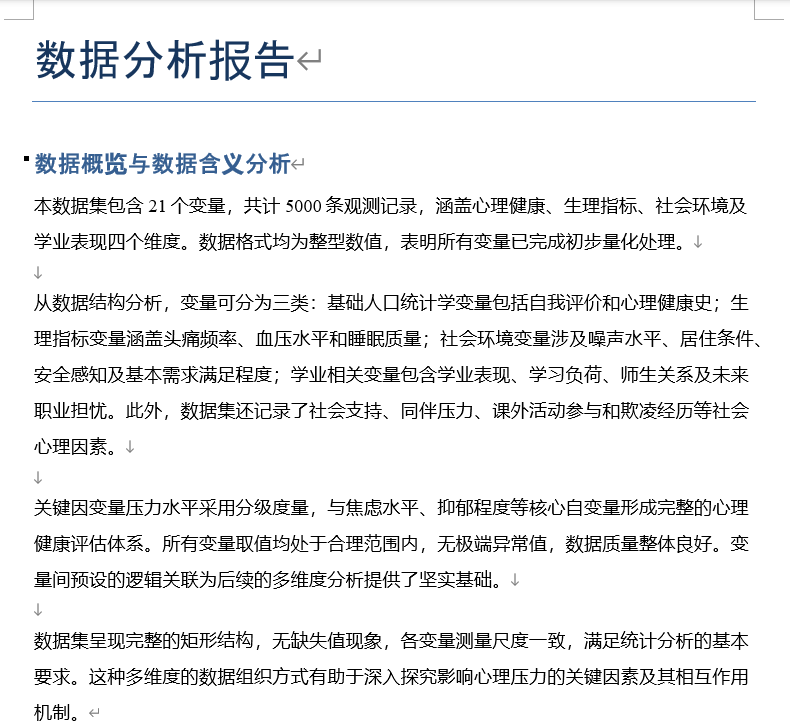 数据分析报告
数据概览与数据含义分析
本数据集包含 21 个变量，共计 5000 条观测记录，涵盖心理健康、生理指标、社会环境及
学业表现四个维度。数据格式均为整型数值，表明所有变量已完成初步量化处理。
从数据结构分析，变量可分为三类：基础人口统计学变量包括自我评价和心理健康史；生
理指标变量涵盖头痛频率、血压水平和睡眠质量；社会环境变量涉及噪声水平、居住条件、
安全感知及基本需求满足程度；学业相关变量包含学业表现、学习负荷、师生关系及未来
职业担忧。此外，数据集还记录了社会支持、同伴压力、课外活动参与和欺凌经历等社会
心理因素。
关键因变量压力水平采用分级度量，与焦虑水平、抑郁程度等核心自变量形成完整的心理
健康评估体系。所有变量取值均处于合理范围内，无极端异常值，数据质量整体良好。变
量间预设的逻辑关联为后续的多维度分析提供了坚实基础。
数据集呈现完整的矩形结构，无缺失值现象，各变量测量尺度一致，满足统计分析的基本
要求。这种多维度的数据组织方式有助于深入探究影响心理压力的关键因素及其相互作用
机制。